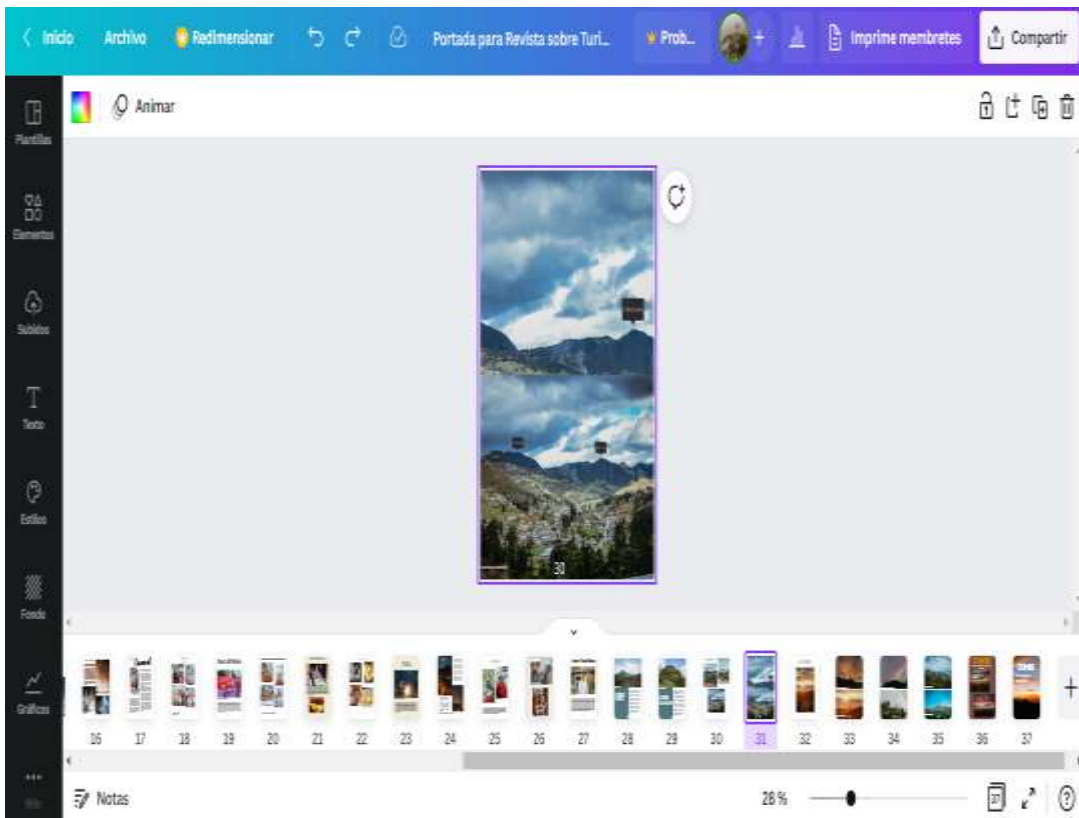 Inicio Archivo Redimensionar Portada para Revista sobre Turi... Prob... + Imprime membretes Compartir
Animar
Plantillas
Elementos
Subidos
Texto
Estilos
Fondo
Gráficos
30
16 17 18 19 20 21 22 23 24 25 26 27 28 29 30 31 32 33 34 35 36 37
Notas 28 % 37